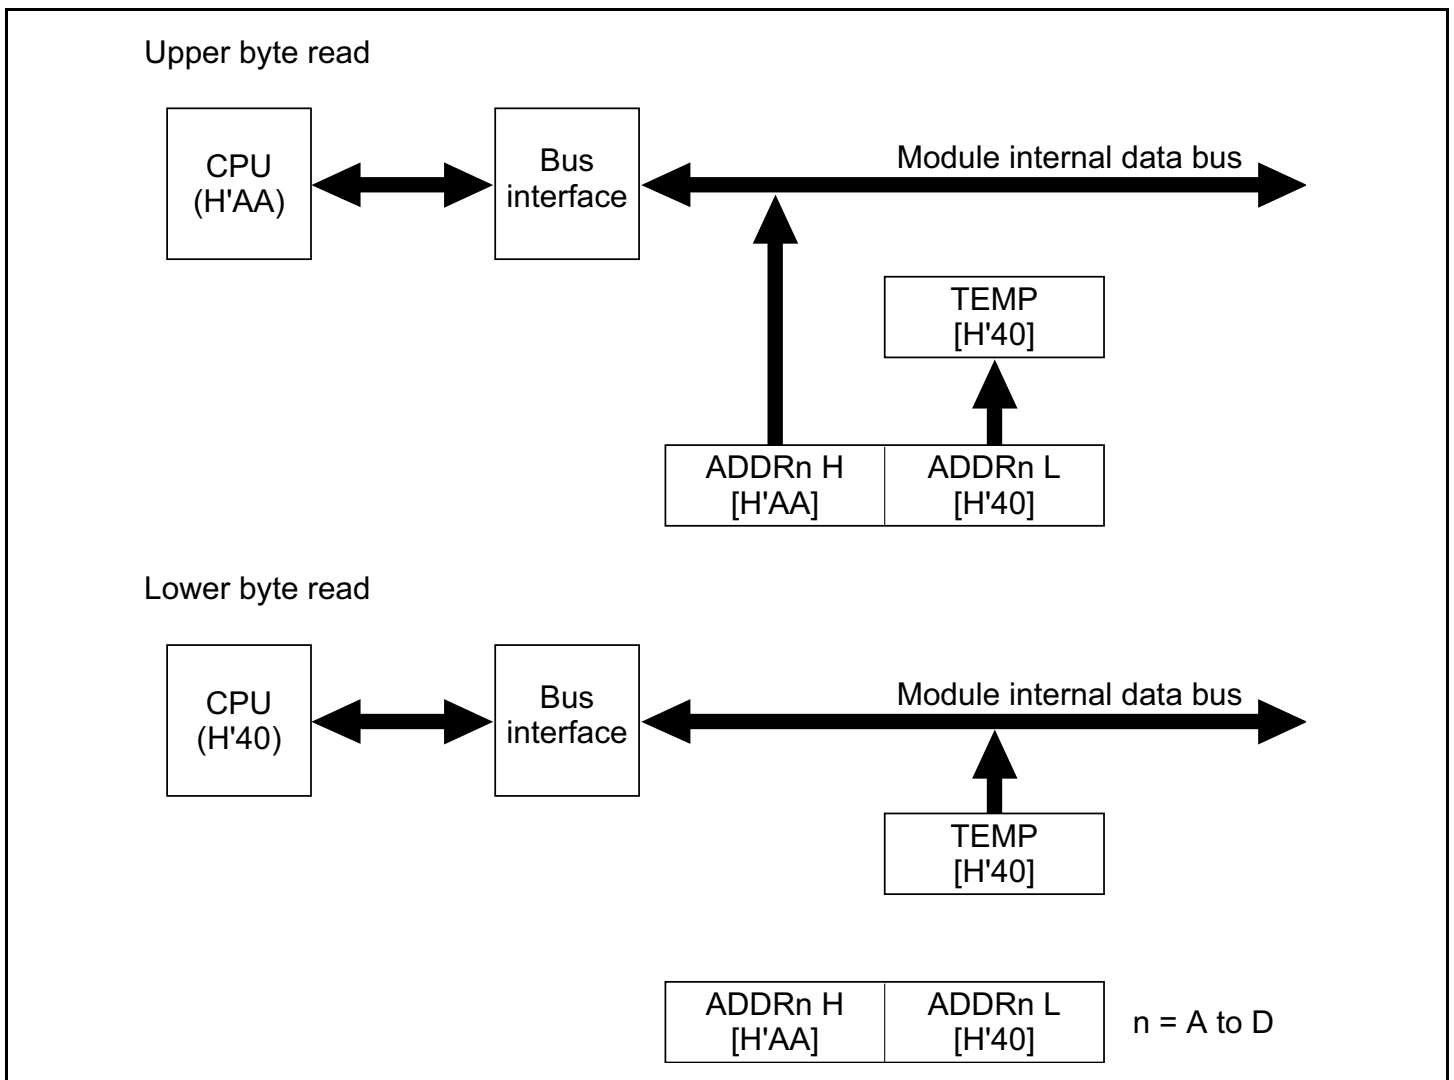 Upper byte read
CPU
(H'AA)
Bus
interface
Module internal data bus
TEMP
[H'40]
ADDRn H
[H'AA]
ADDRn L
[H'40]
Lower byte read
CPU
(H'40)
Bus
interface
Module internal data bus
TEMP
[H'40]
ADDRn H
[H'AA]
ADDRn L
[H'40]
n = A to D